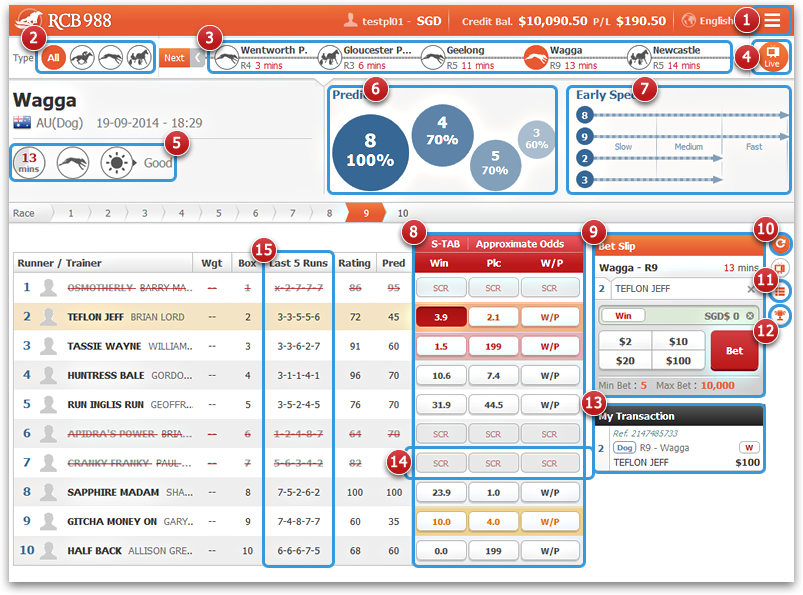 RCB988 testpl01 - SGD Credit Bal. $10,090.50 P/L $190.50 English 1
2 3
Type All Next Wentworth P. Gloucester P... Geelong Wagga Newcastle 4 Live
R4 3 mins R3 6 mins R5 11 mins R9 13 mins R5 14 mins
Wagga
AU(Dog) 19-09-2014 - 18:29
5
13 mins Good
6
8 100%
4 70%
5 70%
3 60%
Early 7
8
9
Slow Medium Fast
2
3
Race 1 2 3 4 5 6 7 8 9 10
15 8 9 10
S-TAB Approximate Odds
Runner / Trainer Wgt Box Last 5 Runs Rating Pred Win Plc W/P
1 OSMOTHERLY BARRY MA... -- 1 x-2-7-7-7 86 95 SCR SCR SCR
2 TEFLON JEFF BRIAN LORD -- 2 3-3-5-5-6 72 45 3.9 2.1 W/P
3 TASSIE WAYNE WILLIAM... -- 3 3-3-6-2-7 91 60 1.5 199 W/P
4 HUNTRESS BALE GORDO... -- 4 3-1-1-4-1 96 70 10.6 7.4 W/P
5 RUN INGLIS RUN GEOFFR... -- 5 3-5-2-4-5 76 70 31.9 44.5 W/P
6 APIDRA'S POWER BRIA... -- 6 1-2-4-8-7 64 70 SCR SCR SCR
7 CRANKY FRANKY PAUL ... -- 7 5-6-3-4-2 82 14 SCR SCR SCR
8 SAPPHIRE MADAM SHA... -- 8 7-5-2-6-2 100 100 23.9 1.0 W/P
9 GITCHA MONEY ON GARY... -- 9 7-4-8-7-7 60 35 10.0 4.0 W/P
10 HALF BACK ALLISON GRE... -- 10 6-6-6-7-5 68 60 0.0 199 W/P
Bet Slip
Wagga - R9 13 mins
11
2 TEFLON JEFF
Win SGD$ 0
12
$2 $10
$20 $100
Bet
Min Bet : 5 Max Bet : 10,000
13
My Transaction
Ref. 2147485733
2 Dog R9 - Wagga W
TEFLON JEFF $100